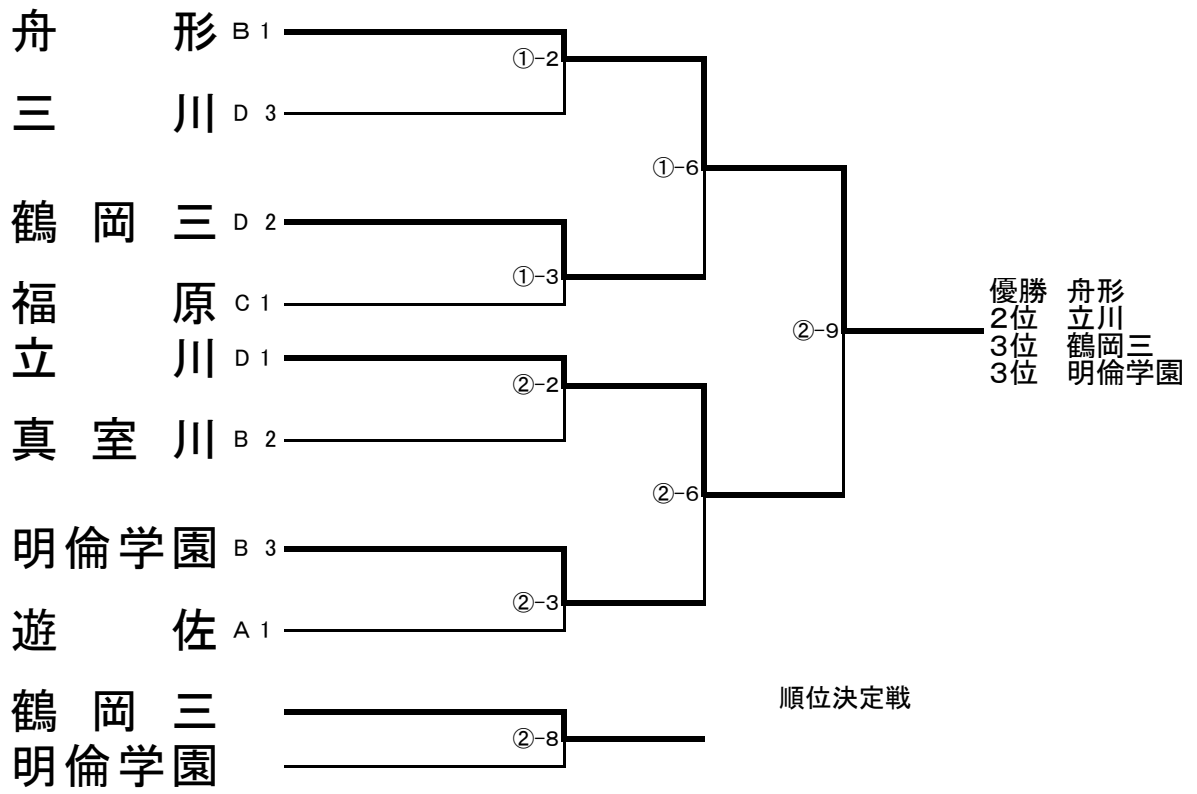 舟形 B 1
①-2
三川 D 3
①-6
鶴岡三 D 2
①-3
福原 C 1
立川 D 1
②-2
真室川 B 2
②-6
明倫学園 B 3
②-3
遊佐 A 1
②-9
優勝 舟形
2位 立川
3位 鶴岡三
3位 明倫学園
順位決定戦
鶴岡三
②-8
明倫学園